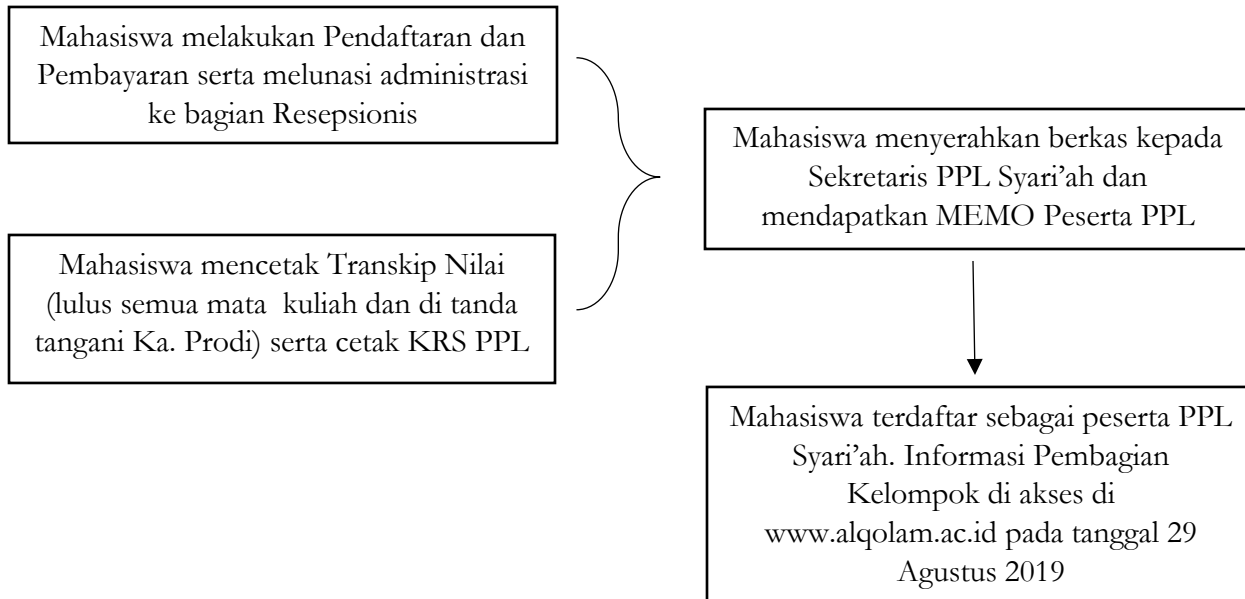 Mahasiswa melakukan Pendaftaran dan
Pembayaran serta melunasi administrasi
ke bagian Resepsionis
Mahasiswa mencetak Transkip Nilai
(lulus semua mata kuliah dan di tanda
tangani Ka. Prodi) serta cetak KRS PPL
Mahasiswa menyerahkan berkas kepada
Sekretaris PPL Syari'ah dan
mendapatkan MEMO Peserta PPL
Mahasiswa terdaftar sebagai peserta PPL
Syari'ah. Informasi Pembagian
Kelompok di akses di
www.alqolam.ac.id pada tanggal 29
Agustus 2019